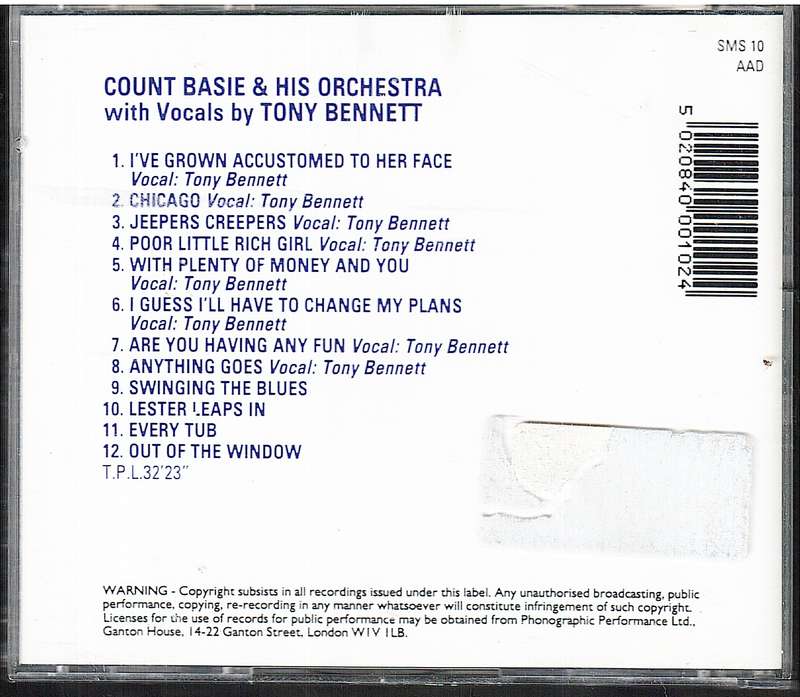 SMS 10
AAD
COUNT BASIE & HIS ORCHESTRA
with Vocals by TONY BENNETT
1. I'VE GROWN ACCUSTOMED TO HER FACE
Vocal: Tony Bennett
2. CHICAGO Vocal: Tony Bennett
3. JEEPERS CREEPERS Vocal: Tony Bennett
4. POOR LITTLE RICH GIRL Vocal: Tony Bennett
5. WITH PLENTY OF MONEY AND YOU
Vocal: Tony Bennett
6. I GUESS I'LL HAVE TO CHANGE MY PLANS
Vocal: Tony Bennett
7. ARE YOU HAVING ANY FUN Vocal: Tony Bennett
8. ANYTHING GOES Vocal: Tony Bennett
9. SWINGING THE BLUES
10. LESTER LEAPS IN
11. EVERY TUB
12. OUT OF THE WINDOW
T.P.L.32'23"
5 020840 001024
WARNING - Copyright subsists in all recordings issued under this label. Any unauthorised broadcasting, public
performance, copying, re-recording in any manner whatsoever will constitute infringement of such copyright.
Licenses for the use of records for public performance may be obtained from Phonographic Performance Ltd.,
Ganton House, 14-22 Ganton Street, London W1V 1LB.